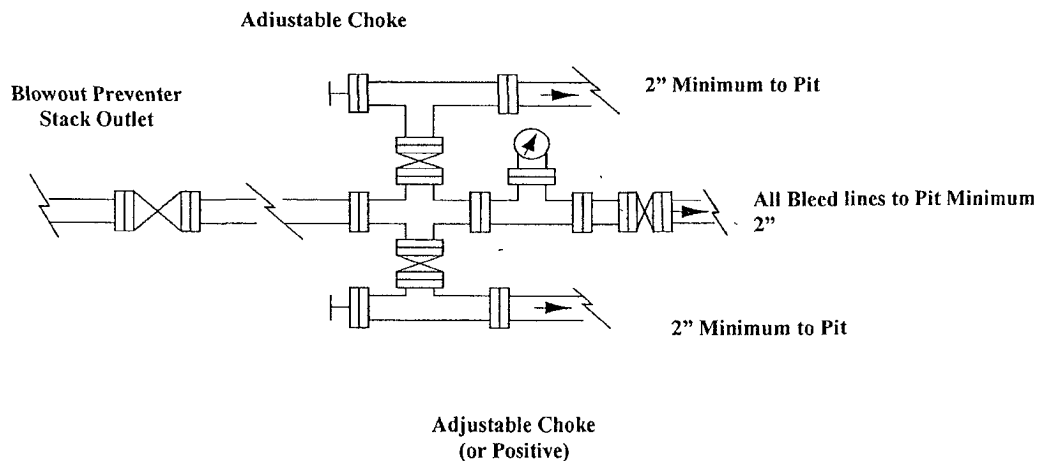 Adiustable Choke
2” Minimum to Pit
Blowout Preventer
Stack Outlet
All Bleed lines to Pit Minimum
2”
2” Minimum to Pit
Adjustable Choke
(or Positive)